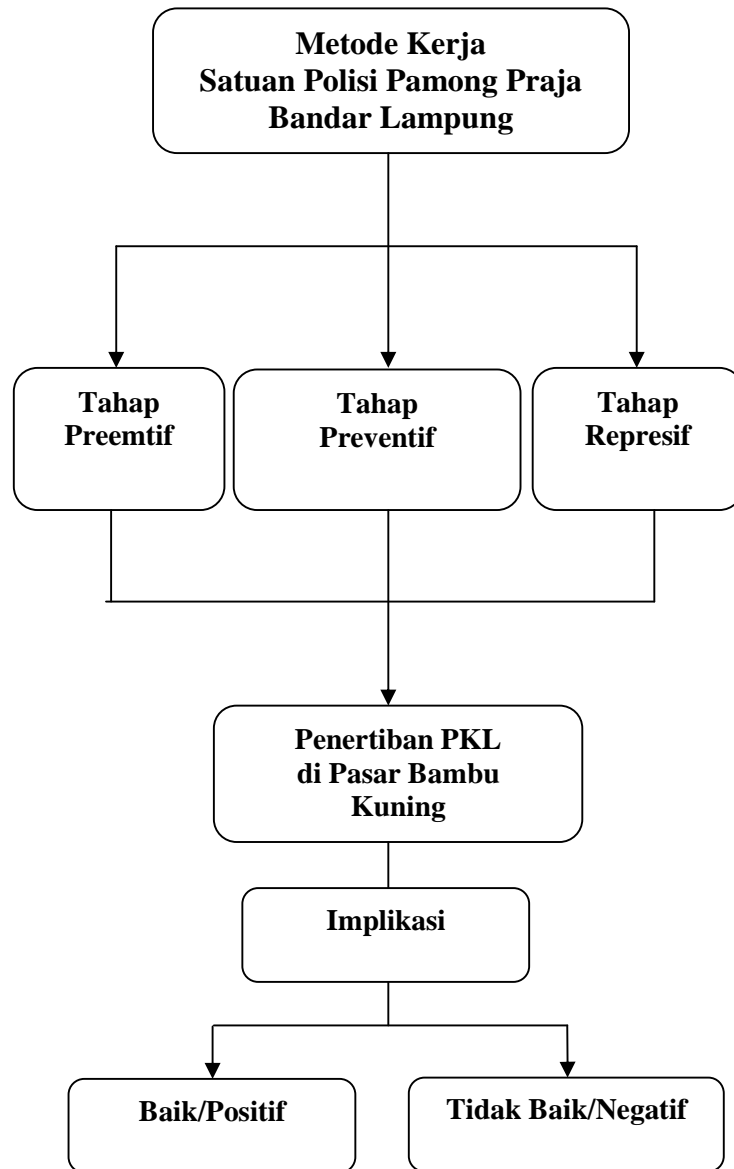 Metode Kerja
Satuan Polisi Pamong Praja
Bandar Lampung
Tahap
Preemtif
Tahap
Preventif
Tahap
Represif
Penertiban PKL
di Pasar Bambu
Kuning
Implikasi
Baik/Positif
Tidak Baik/Negatif